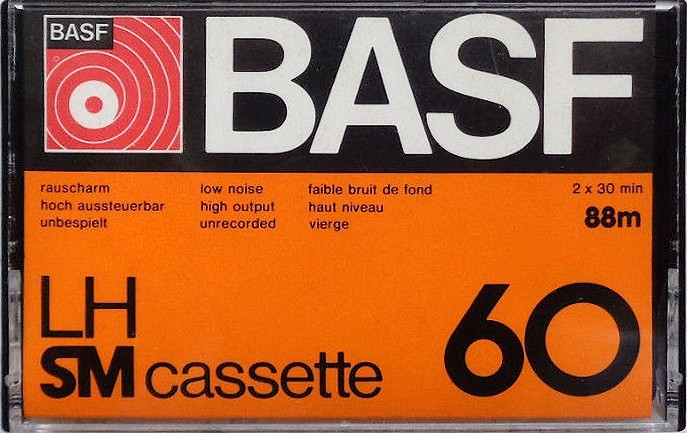 BASF
BASF
rauscharm
hoch aussteuerbar
unbespielt
low noise
high output
unrecorded
faible bruit de fond
haut niveau
vierge
2 x 30 min
88m
LH
SM cassette
60